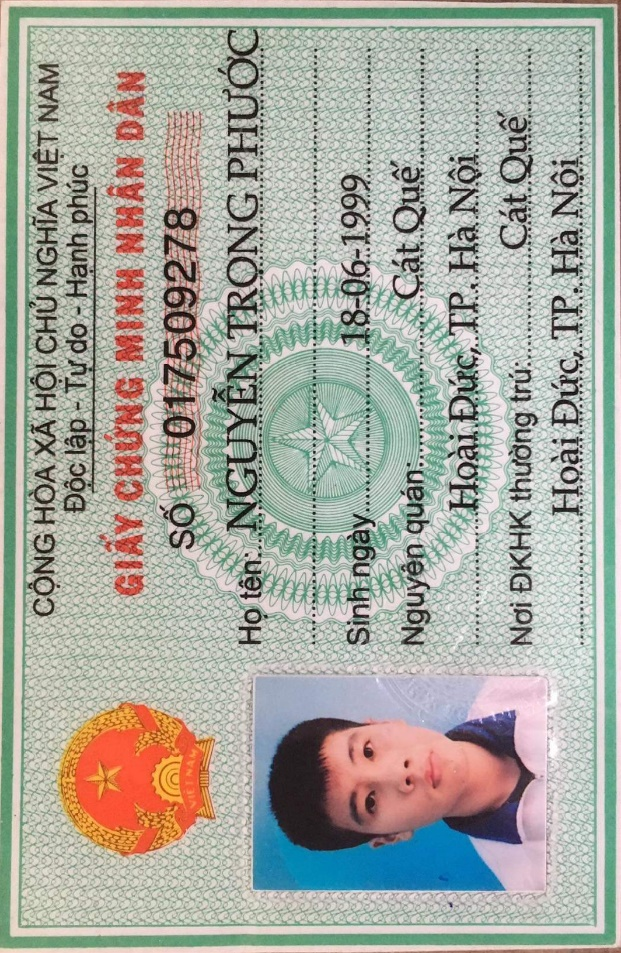 CỘNG HÒA XÃ HỘI CHỦ NGHĨA VIỆT NAM
Độc lập - Tự do - Hạnh phúc
GIẤY CHỨNG MINH NHÂN DÂN
SỐ 017509278
Họ tên: NGUYỄN TRỌNG PHƯỚC
Sinh ngày 18-06-1999
Nguyên quán: Cát Quế
Hoài Đức, TP. Hà Nội
Nơi ĐKHK thường trú: Cát Quế
Hoài Đức, TP. Hà Nội
VIỆT NAM